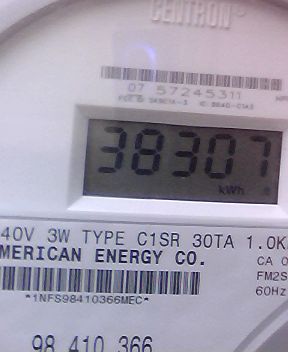 CENTRON®
07 57245311
38307
kWh
40V 3W TYPE C1SR 30TA 1.0K
MERICAN ENERGY CO.
CA 0
FM2S
*1NFS98410366MEC*
60Hz
98 410 366